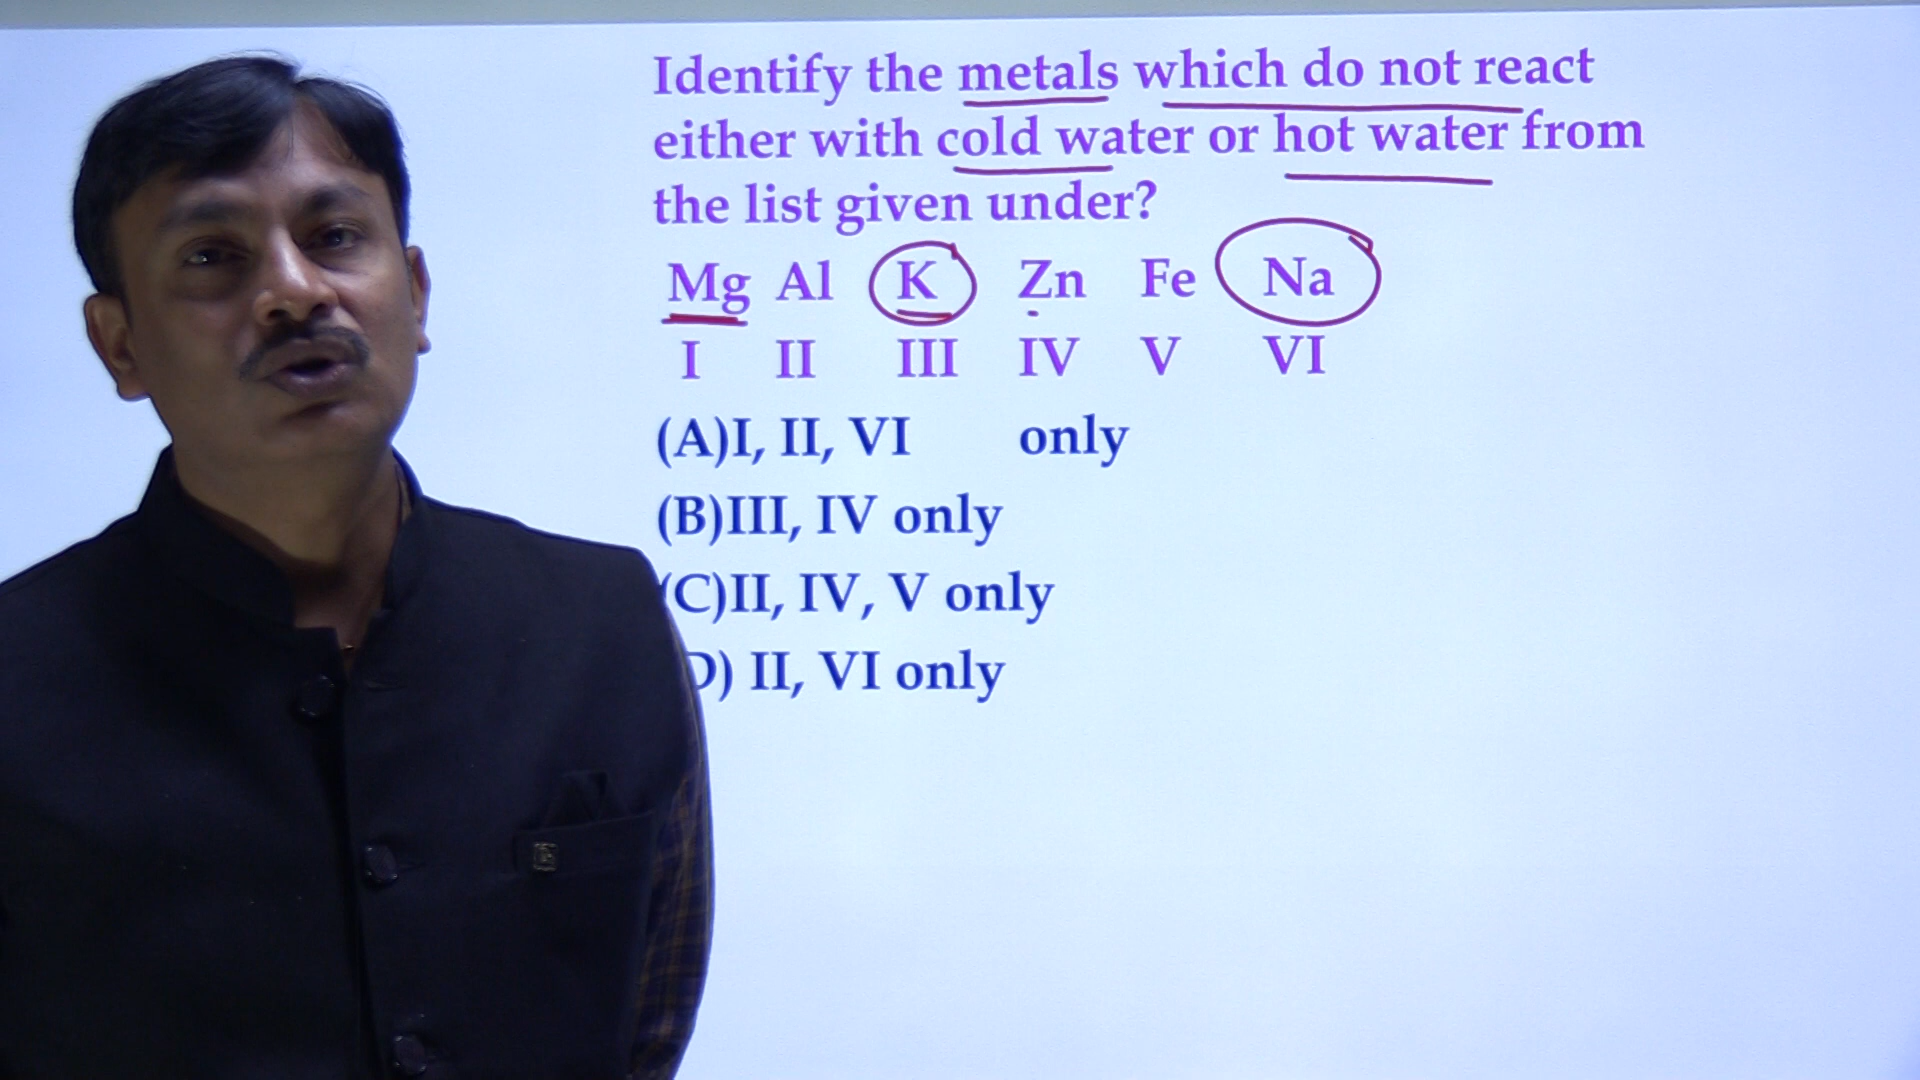 Identify the metals which do not react
either with cold water or hot water from
the list given under?
Mg Al K Zn Fe Na
I II III IV V VI
(A)I, II, VI only
(B)III, IV only
(C)II, IV, V only
D) II, VI only